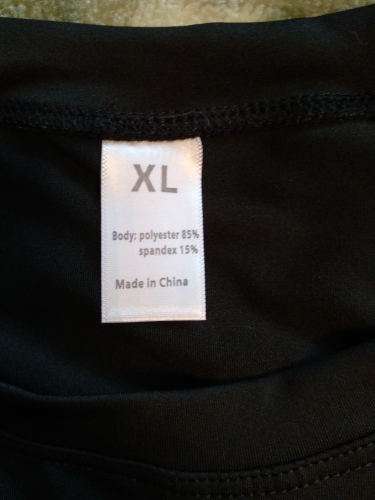 XL
Body: polyester 85%
spandex 15%
Made in China